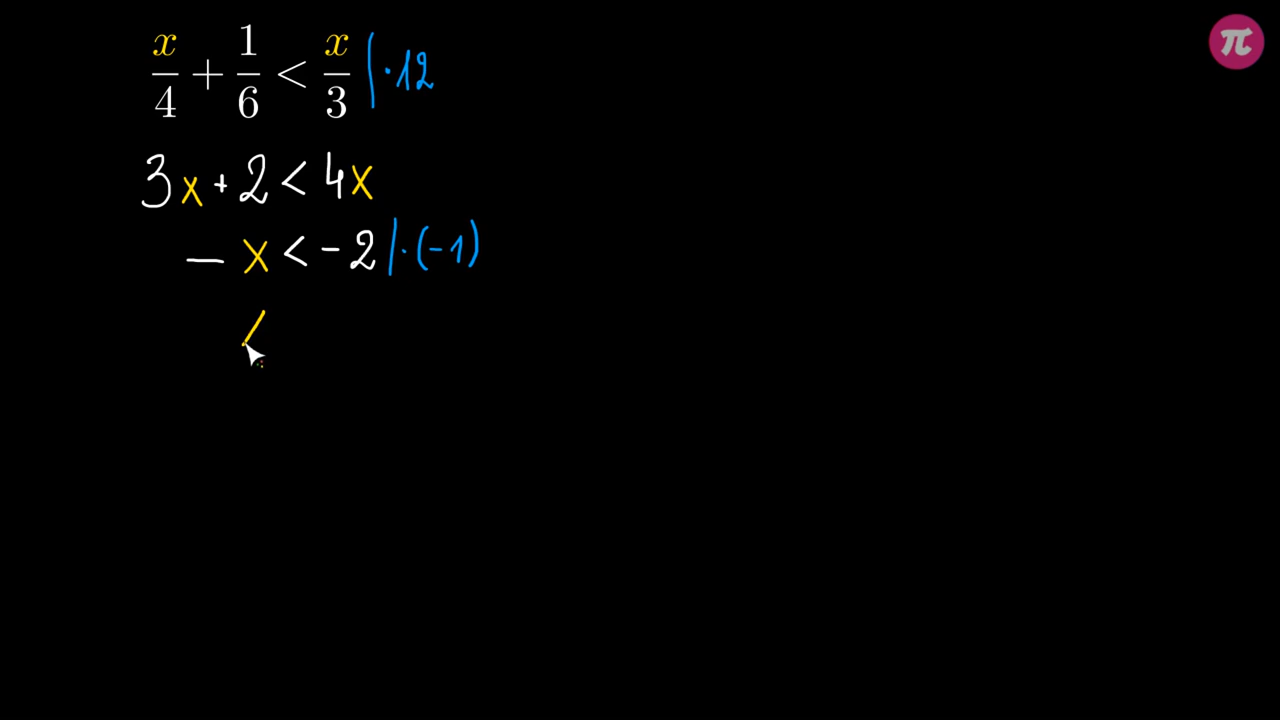 x/4 + 1/6 < x/3 | · 12
3x + 2 < 4x
− x < − 2 | · (−1)
π